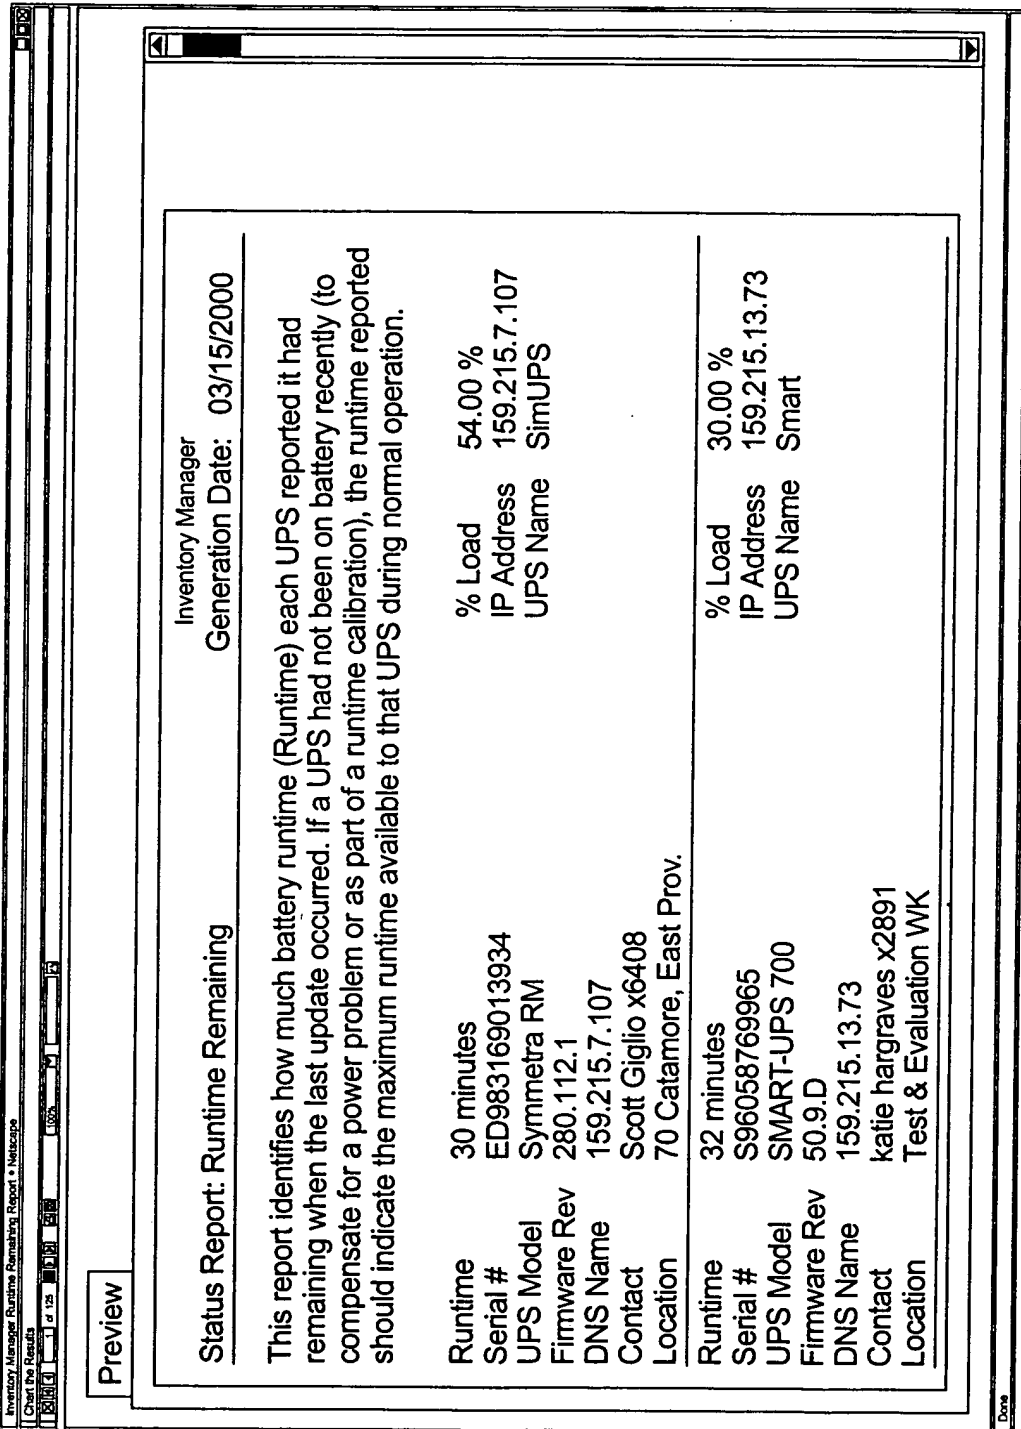 Inventory Manager Runtime Remaining Report • Netscape
Chart the Results
1 of 125 100%
Preview
Inventory Manager
Status Report: Runtime Remaining Generation Date: 03/15/2000
This report identifies how much battery runtime (Runtime) each UPS reported it had
remaining when the last update occurred. If a UPS had not been on battery recently (to
compensate for a power problem or as part of a runtime calibration), the runtime reported
should indicate the maximum runtime available to that UPS during normal operation.
Runtime 30 minutes % Load 54.00 %
Serial # ED983169013934 IP Address 159.215.7.107
UPS Model Symmetra RM UPS Name SimUPS
Firmware Rev 280.112.1
DNS Name 159.215.7.107
Contact Scott Giglio x6408
Location 70 Catamore, East Prov.
Runtime 32 minutes % Load 30.00 %
Serial # S96058769965 IP Address 159.215.13.73
UPS Model SMART-UPS 700 UPS Name Smart
Firmware Rev 50.9.D
DNS Name 159.215.13.73
Contact katie hargraves x2891
Location Test & Evaluation WK
Done